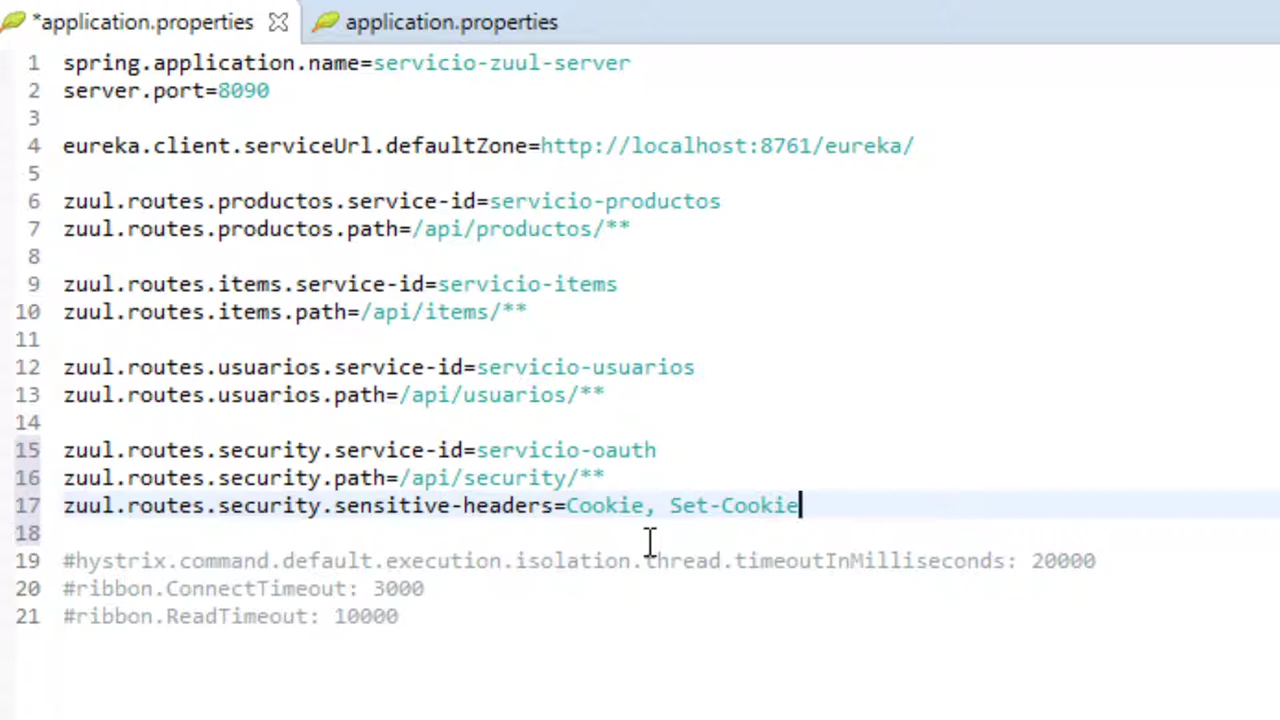 *application.properties application.properties
1 spring.application.name=servicio-zuul-server
2 server.port=8090
3
4 eureka.client.serviceUrl.defaultZone=http://localhost:8761/eureka/
5
6 zuul.routes.productos.service-id=servicio-productos
7 zuul.routes.productos.path=/api/productos/**
8
9 zuul.routes.items.service-id=servicio-items
10 zuul.routes.items.path=/api/items/**
11
12 zuul.routes.usuarios.service-id=servicio-usuarios
13 zuul.routes.usuarios.path=/api/usuarios/**
14
15 zuul.routes.security.service-id=servicio-oauth
16 zuul.routes.security.path=/api/security/**
17 zuul.routes.security.sensitive-headers=Cookie, Set-Cookie
18
19 #hystrix.command.default.execution.isolation.thread.timeoutInMilliseconds: 20000
20 #ribbon.ConnectTimeout: 3000
21 #ribbon.ReadTimeout: 10000